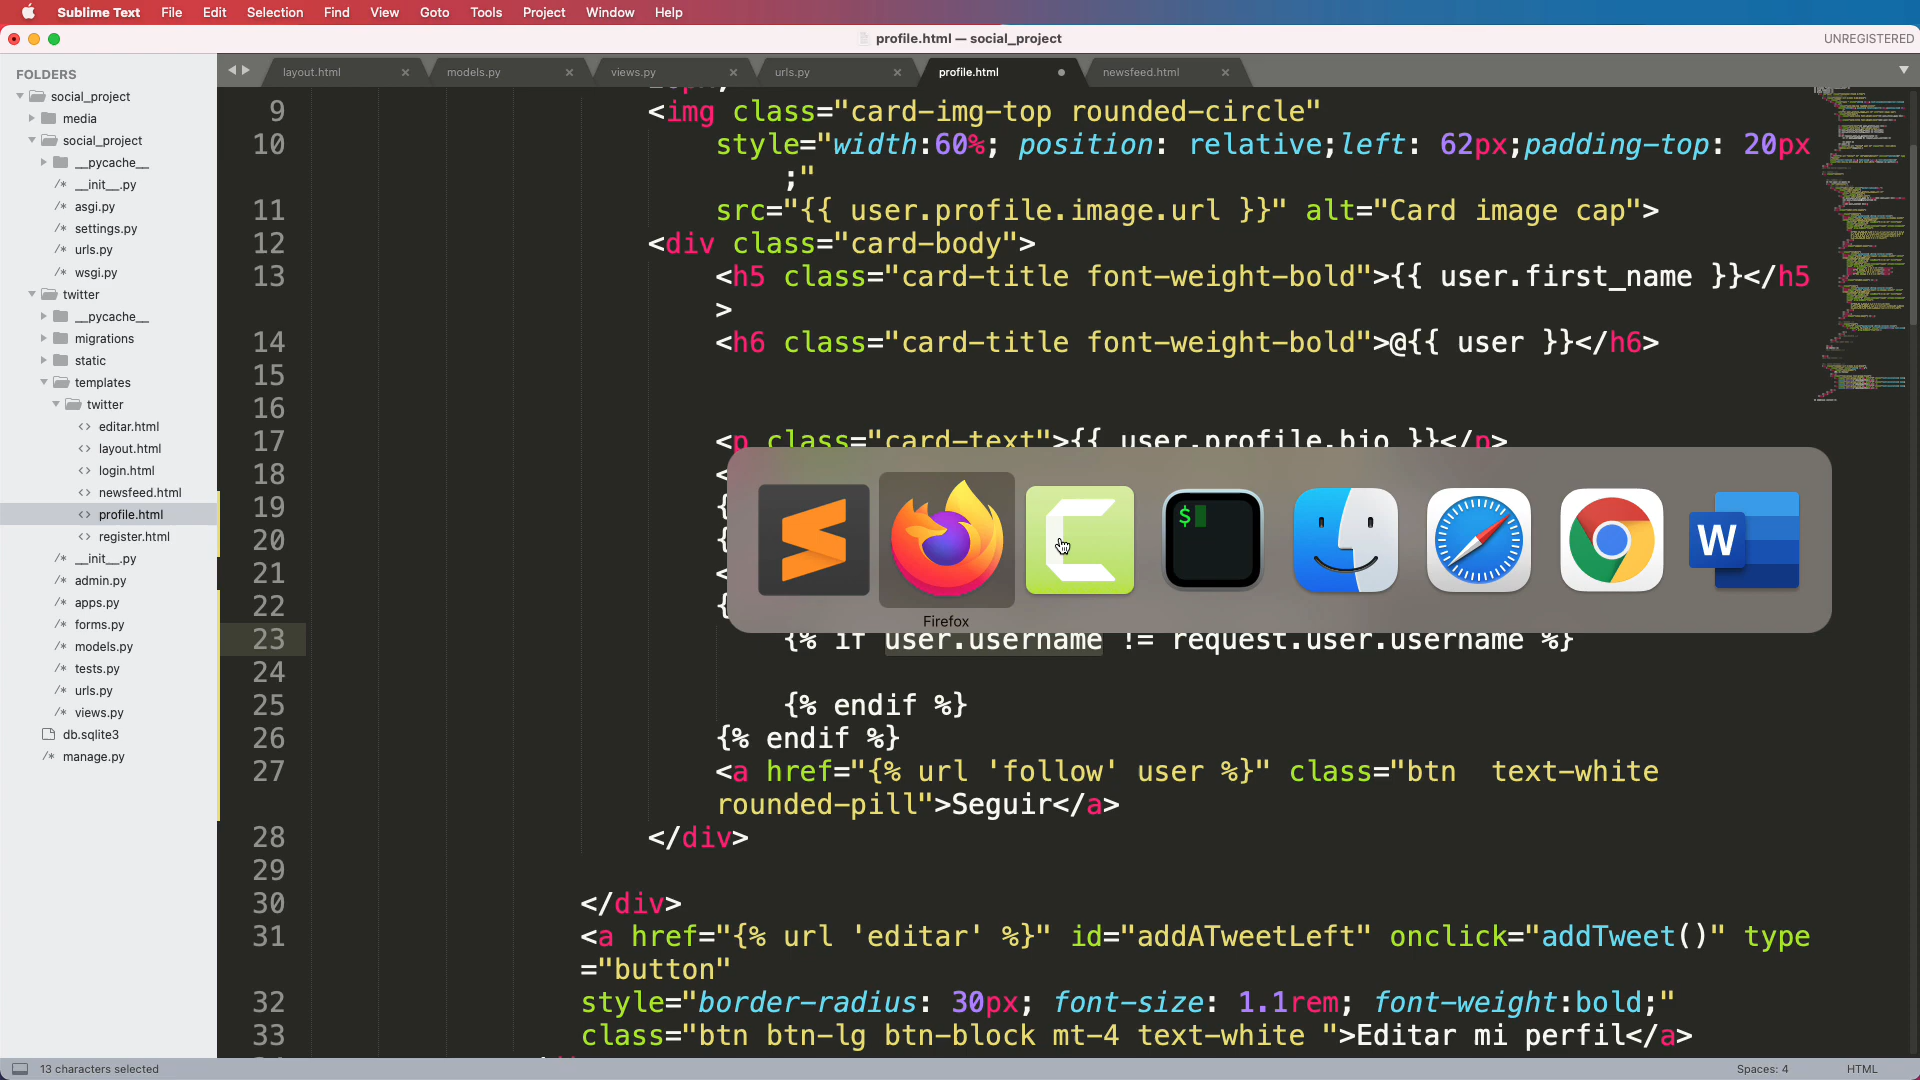 Sublime Text File Edit Selection Find View Goto Tools Project Window Help
profile.html — social_project
UNREGISTERED
FOLDERS
social_project
media
social_project
__pycache__
__init__.py
asgi.py
settings.py
urls.py
wsgi.py
twitter
__pycache__
migrations
static
templates
twitter
editar.html
layout.html
login.html
newsfeed.html
profile.html
register.html
__init__.py
admin.py
apps.py
forms.py
models.py
tests.py
urls.py
views.py
db.sqlite3
manage.py
layout.html models.py views.py urls.py profile.html newsfeed.html
9 <img class="card-img-top rounded-circle"
10 style="width:60%; position: relative;left: 62px;padding-top: 20px
;"
11 src="{{ user.profile.image.url }}" alt="Card image cap">
12 <div class="card-body">
13 <h5 class="card-title font-weight-bold">{{ user.first_name }}</h5
>
14 <h6 class="card-title font-weight-bold">@{{ user }}</h6>
15
16
17 <p class="card-text">{{ user.profile.bio }}</p>
18 <
19 {
20 {
21 <
22 {
Firefox
23 {% if user.username != request.user.username %}
24
25 {% endif %}
26 {% endif %}
27 <a href="{% url 'follow' user %}" class="btn  text-white
rounded-pill">Seguir</a>
28 </div>
29
30 </div>
31 <a href="{% url 'editar' %}" id="addATweetLeft" onclick="addTweet()" type
="button"
32 style="border-radius: 30px; font-size: 1.1rem; font-weight:bold;"
33 class="btn btn-lg btn-block mt-4 text-white ">Editar mi perfil</a>
$
W
13 characters selected
Spaces: 4
HTML